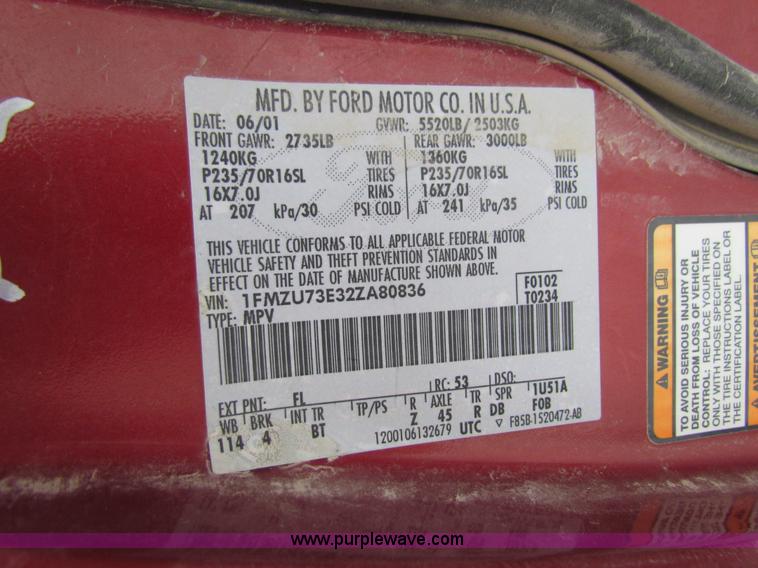 MFD. BY FORD MOTOR CO. IN U.S.A.
DATE: 06/01 GVWR: 5520LB/ 2503KG
FRONT GAWR: 2735LB REAR GAWR: 3000LB
1240KG WITH 1360KG WITH
P235/70R16SL TIRES P235/70R16SL TIRES
16X7.0J RIMS 16X7.0J RIMS
AT 207 kPa/30 PSI COLD AT 241 kPa/35 PSI COLD
THIS VEHICLE CONFORMS TO ALL APPLICABLE FEDERAL MOTOR
VEHICLE SAFETY AND THEFT PREVENTION STANDARDS IN
EFFECT ON THE DATE OF MANUFACTURE SHOWN ABOVE.
VIN: 1FMZU73E32ZA80836 F0102
TYPE: MPV T0234
EXT PNT: FL RC: 53 DSO:
WB BRK INT TR TP/PS R AXLE TR SPR 1U51A
114 4 BT Z 45 R DB F0B
1200106132679 UTC F85B-1520472-AB
WARNING
TO AVOID SERIOUS INJURY OR
DEATH FROM LOSS OF VEHICLE
CONTROL: REPLACE YOUR TIRES
ONLY WITH THOSE SPECIFIED ON
THE TIRE INSTRUCTIONS LABEL OR
THE CERTIFICATION LABEL.
AVERTISSEMENT
www.purplewave.com